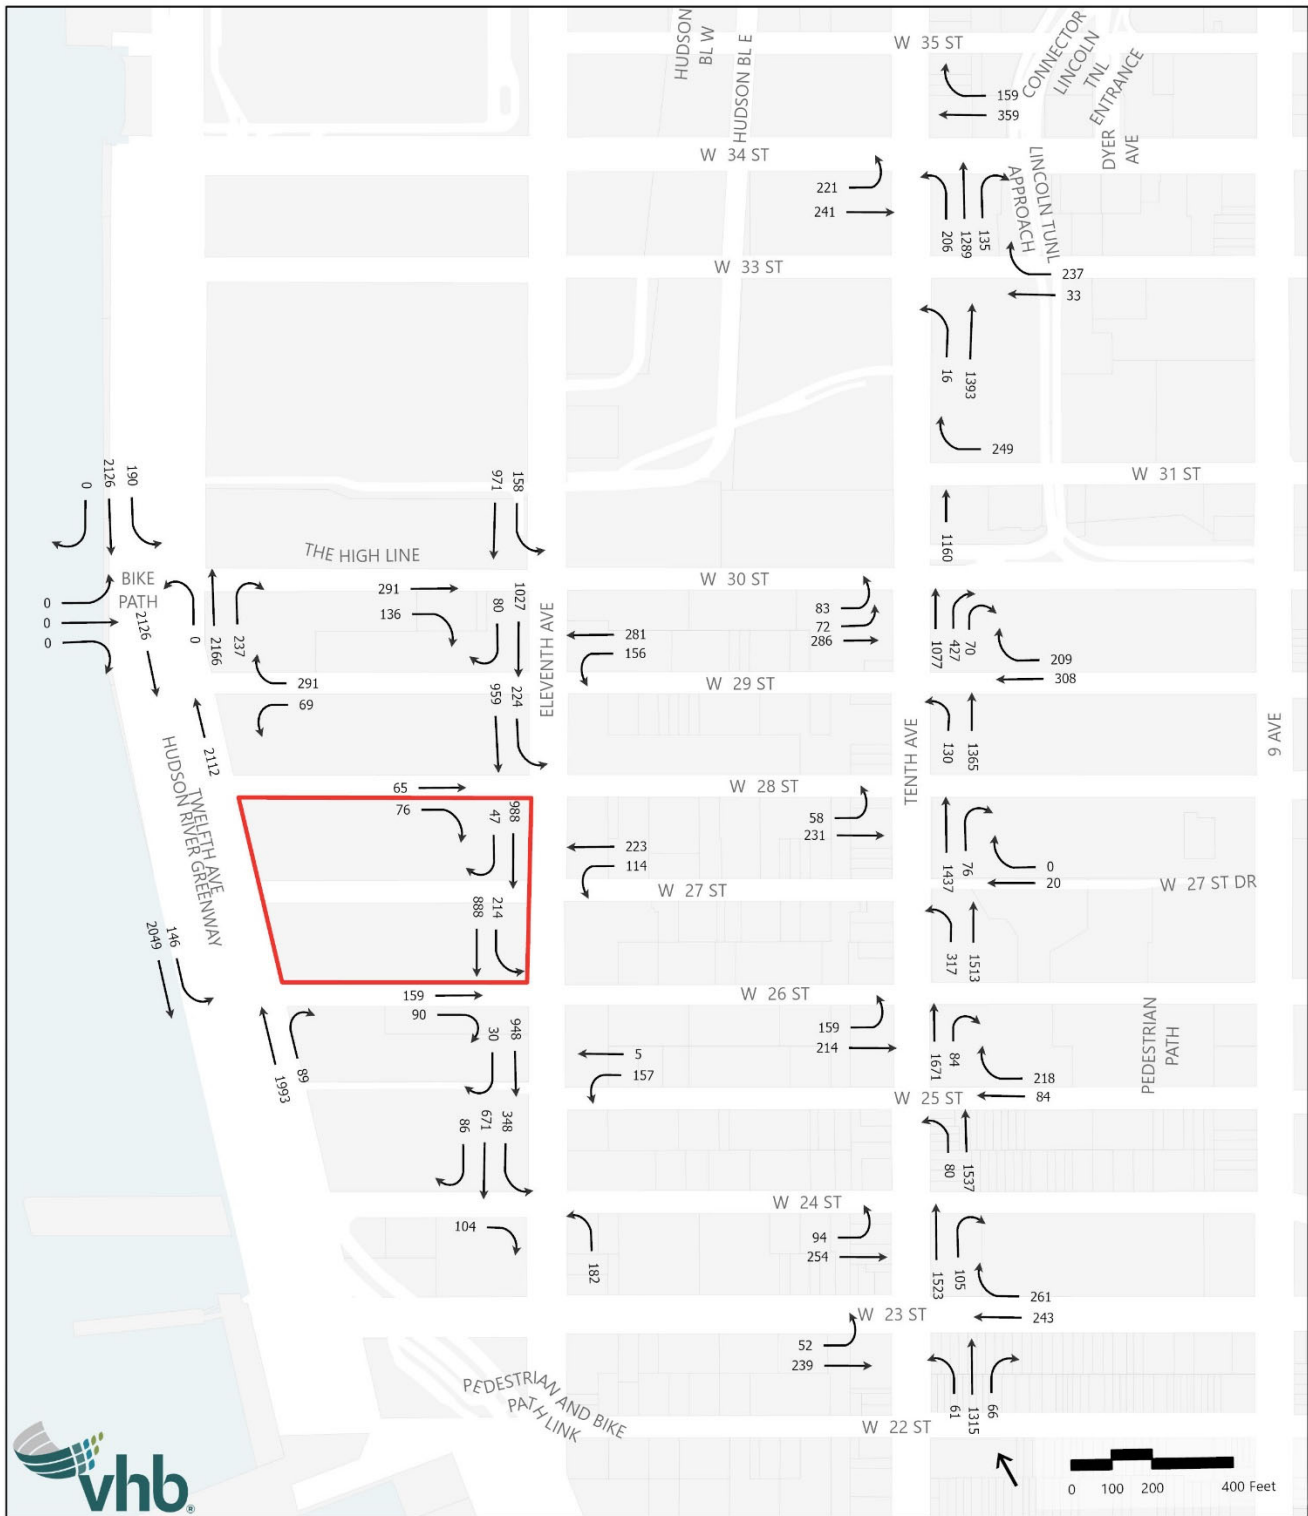 HUDSON
BL W
HUDSON BL E
W 35 ST
CONNECTOR
LINCOLN
TNL
ENTRANCE
DYER
AVE
159
359
W 34 ST
221
241
206
1289
135
LINCOLN TUNL
APPROACH
W 33 ST
237
33
16
1393
249
W 31 ST
1160
0
2126
190
971
158
THE HIGH LINE
BIKE
PATH
0
0
0
2126
0
2166
237
291
136
80
1027
ELEVENTH AVE
W 30 ST
83
72
286
281
156
1077
427
70
209
308
291
69
W 29 ST
959
224
2112
130
1365
TENTH AVE
9 AVE
HUDSON RIVER GREENWAY
TWELFTH AVE
65
76
47
988
W 28 ST
58
231
223
114
1437
76
0
20
W 27 ST
W 27 ST DR
888
214
317
1513
2049
146
159
90
W 26 ST
159
214
30
948
5
157
1671
84
218
84
PEDESTRIAN
PATH
1993
89
W 25 ST
86
671
348
80
1537
W 24 ST
104
182
94
254
1523
105
261
243
W 23 ST
52
239
61
1315
66
PEDESTRIAN AND BIKE
PATH LINK
W 22 ST
vhb®
0 100 200 400 Feet